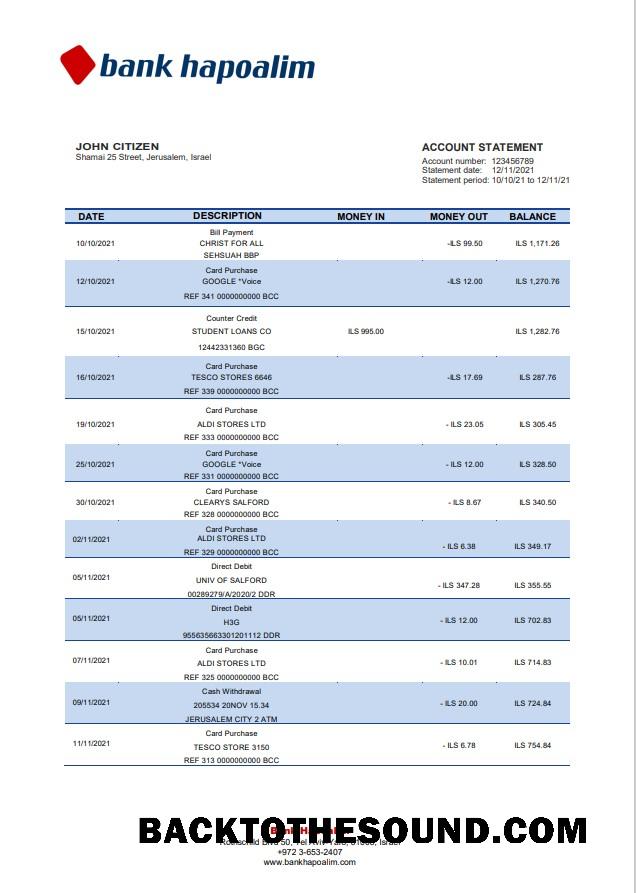 bank hapoalim
JOHN CITIZEN
Shamai 25 Street, Jerusalem, Israel
ACCOUNT STATEMENT
Account number: 123456789
Statement date: 12/11/2021
Statement period: 10/10/21 to 12/11/21
DATE DESCRIPTION MONEY IN MONEY OUT BALANCE
Bill Payment
10/10/2021 CHRIST FOR ALL -ILS 99.50 ILS 1,171.26
SEHSUAH BBP
Card Purchase
12/10/2021 GOOGLE *Voice -ILS 12.00 ILS 1,270.76
REF 341 0000000000 BCC
Counter Credit
15/10/2021 STUDENT LOANS CO ILS 995.00 ILS 1,282.76
12442331360 BGC
Card Purchase
16/10/2021 TESCO STORES 6646 -ILS 17.69 ILS 287.76
REF 339 0000000000 BCC
Card Purchase
19/10/2021 ALDI STORES LTD - ILS 23.05 ILS 305.45
REF 333 0000000000 BCC
Card Purchase
25/10/2021 GOOGLE *Voice - ILS 12.00 ILS 328.50
REF 331 0000000000 BCC
Card Purchase
30/10/2021 CLEARYS SALFORD - ILS 8.67 ILS 340.50
REF 328 0000000000 BCC
Card Purchase
02/11/2021 ALDI STORES LTD - ILS 6.38 ILS 349.17
REF 329 0000000000 BCC
Direct Debit
05/11/2021 UNIV OF SALFORD - ILS 347.28 ILS 355.55
00289279/A/2020/2 DDR
Direct Debit
05/11/2021 H3G - ILS 12.00 ILS 702.83
955635663301201112 DDR
Card Purchase
07/11/2021 ALDI STORES LTD - ILS 10.01 ILS 714.83
REF 325 0000000000 BCC
Cash Withdrawal
09/11/2021 205534 20NOV 15.34 - ILS 20.00 ILS 724.84
JERUSALEM CITY 2 ATM
Card Purchase
11/11/2021 TESCO STORE 3150 - ILS 6.78 ILS 754.84
REF 313 0000000000 BCC
BACKTOTHESOUND.COM
+972 3-653-2407
www.bankhapoalim.com